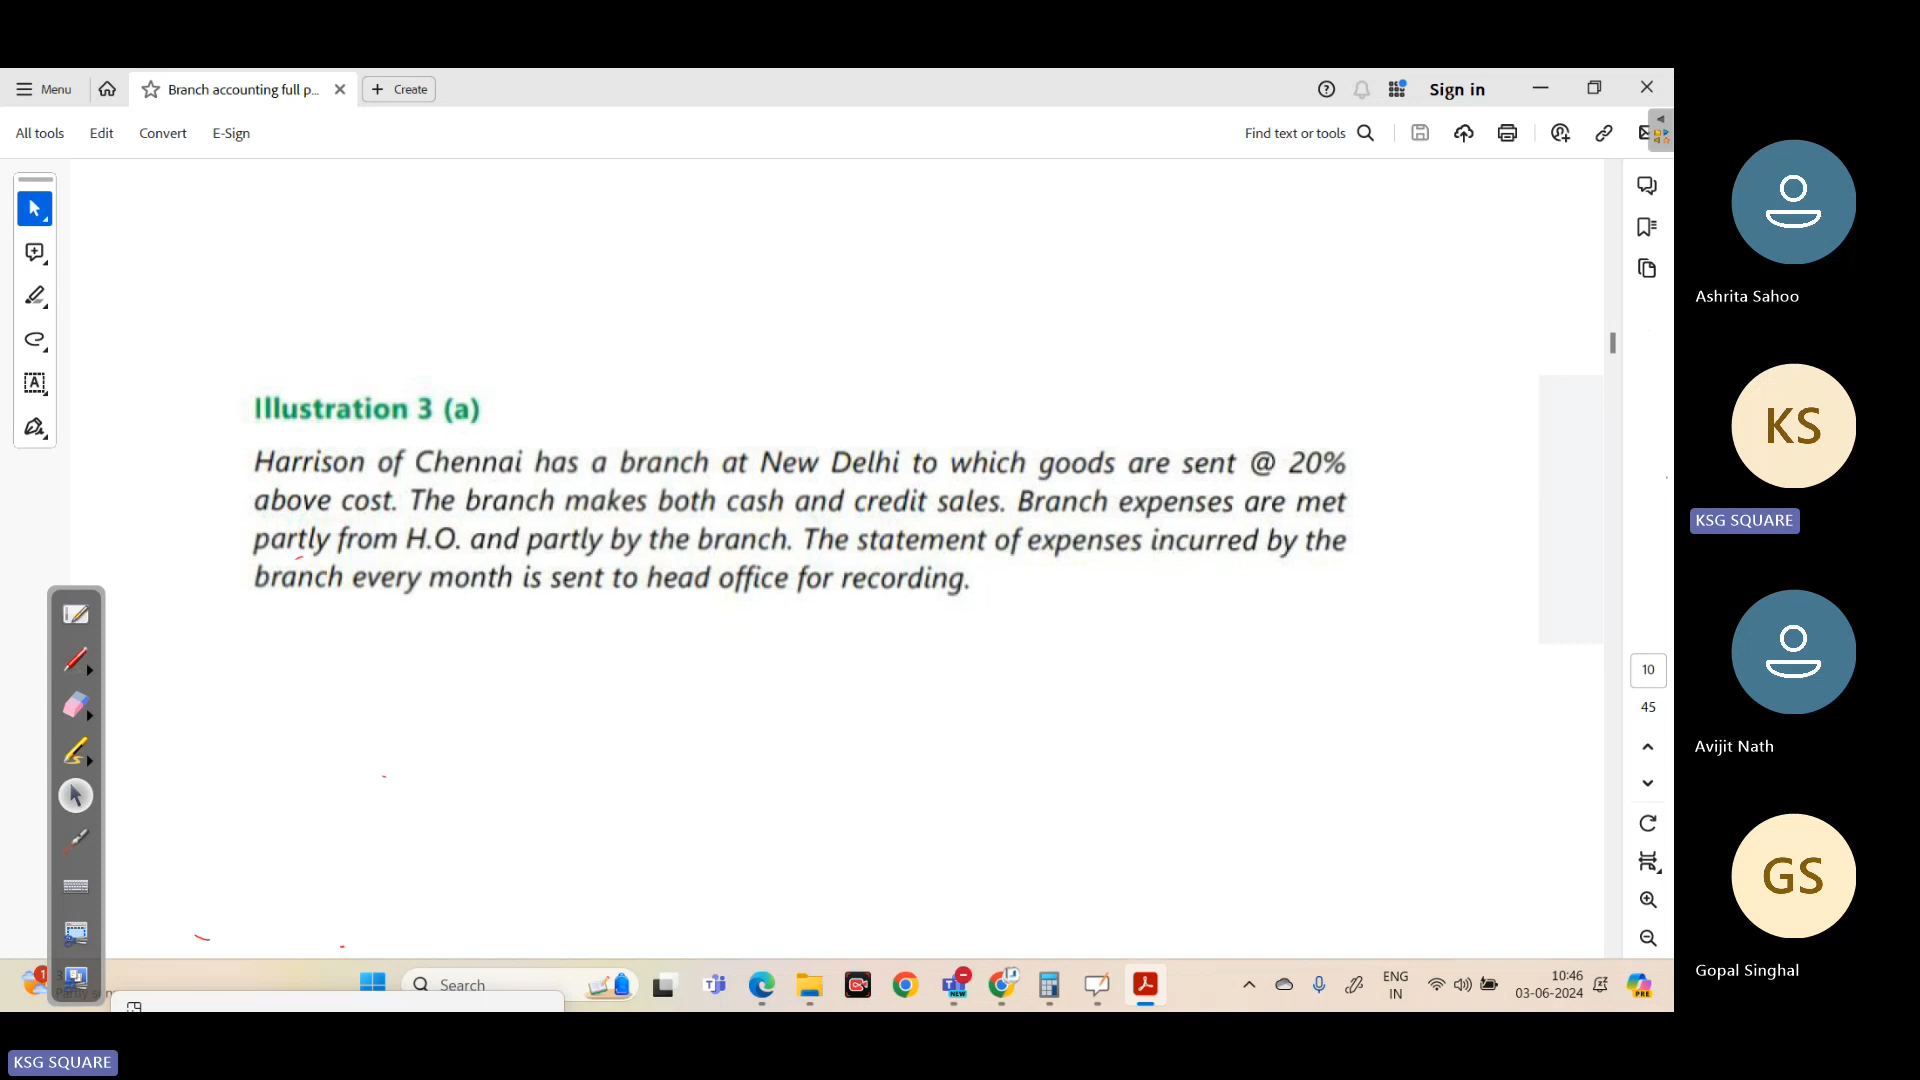 Menu
Branch accounting full p...
Create
Sign in
All tools
Edit
Convert
E-Sign
Find text or tools
Illustration 3 (a)
Harrison of Chennai has a branch at New Delhi to which goods are sent @ 20%
above cost. The branch makes both cash and credit sales. Branch expenses are met
partly from H.O. and partly by the branch. The statement of expenses incurred by the
branch every month is sent to head office for recording.
10
45
Ashrita Sahoo
KS
KSG SQUARE
Avijit Nath
GS
Gopal Singhal
1
Search
NEW
ENG
IN
10:46
03-06-2024
PRE
KSG SQUARE